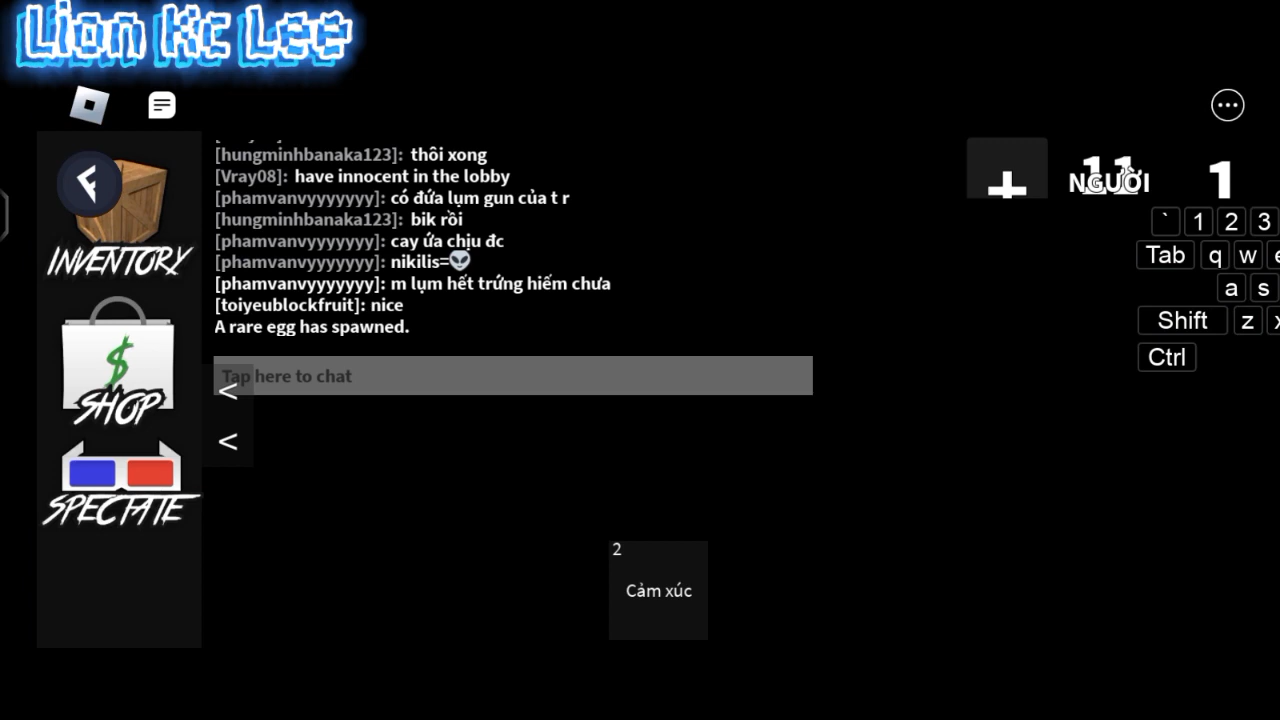 Lion Kc Lee
[hungminhbanaka123]: thôi xong
[Vray08]: have innocent in the lobby
[phamvanvyyyyyyy]: có đứa lụm gun của t r
[hungminhbanaka123]: bik rồi
[phamvanvyyyyyyy]: cay ứa chịu đc
[phamvanvyyyyyyy]: nikilis=👽
[phamvanvyyyyyyy]: m lụm hết trứng hiếm chưa
[toiyeublockfruit]: nice
A rare egg has spawned.
Tap here to chat
<
<
INVENTORY
SHOP
SPECTATE
2
Cảm xúc
+
11
NGƯỜI
1
` 1 2 3
Tab q w e
a s
Shift z x
Ctrl